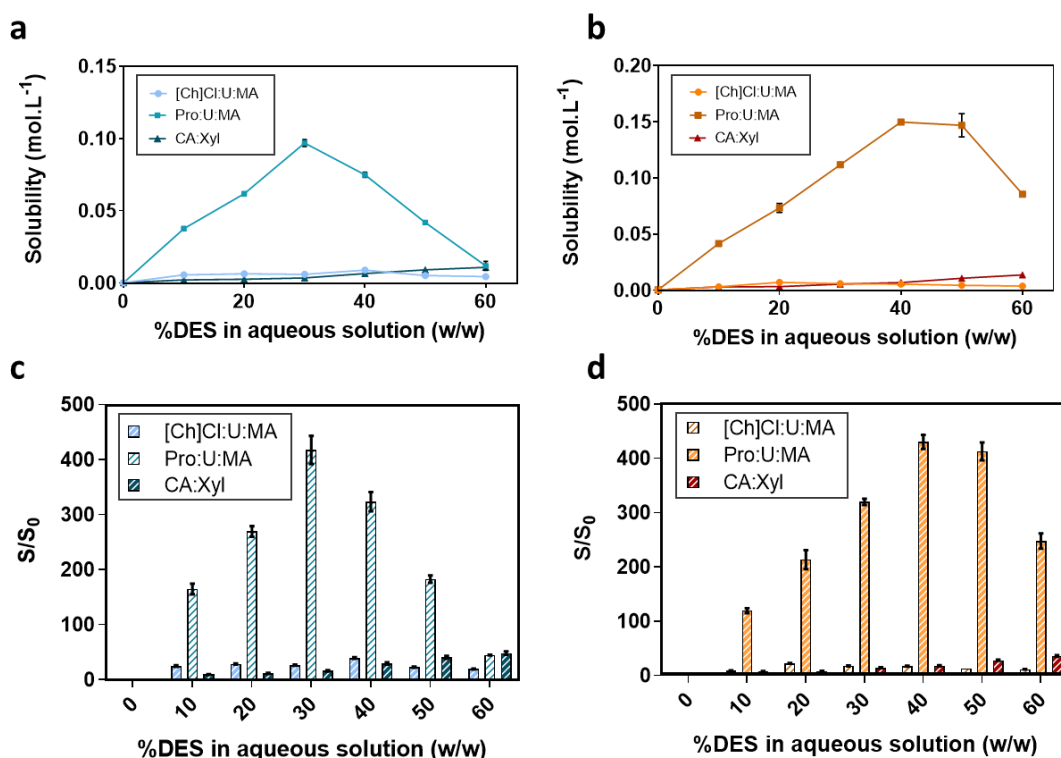 a
Solubility (mol.L⁻¹)
0.15
0.10
0.05
0.00
[Ch]Cl:U:MA
Pro:U:MA
CA:Xyl
0 20 40 60
%DES in aqueous solution (w/w)
b
Solubility (mol.L⁻¹)
0.20
0.15
0.10
0.05
0.00
[Ch]Cl:U:MA
Pro:U:MA
CA:Xyl
0 20 40 60
%DES in aqueous solution (w/w)
c
S/S₀
500
400
300
200
100
0
[Ch]Cl:U:MA
Pro:U:MA
CA:Xyl
0 10 20 30 40 50 60
%DES in aqueous solution (w/w)
d
S/S₀
500
400
300
200
100
0
[Ch]Cl:U:MA
Pro:U:MA
CA:Xyl
0 10 20 30 40 50 60
%DES in aqueous solution (w/w)